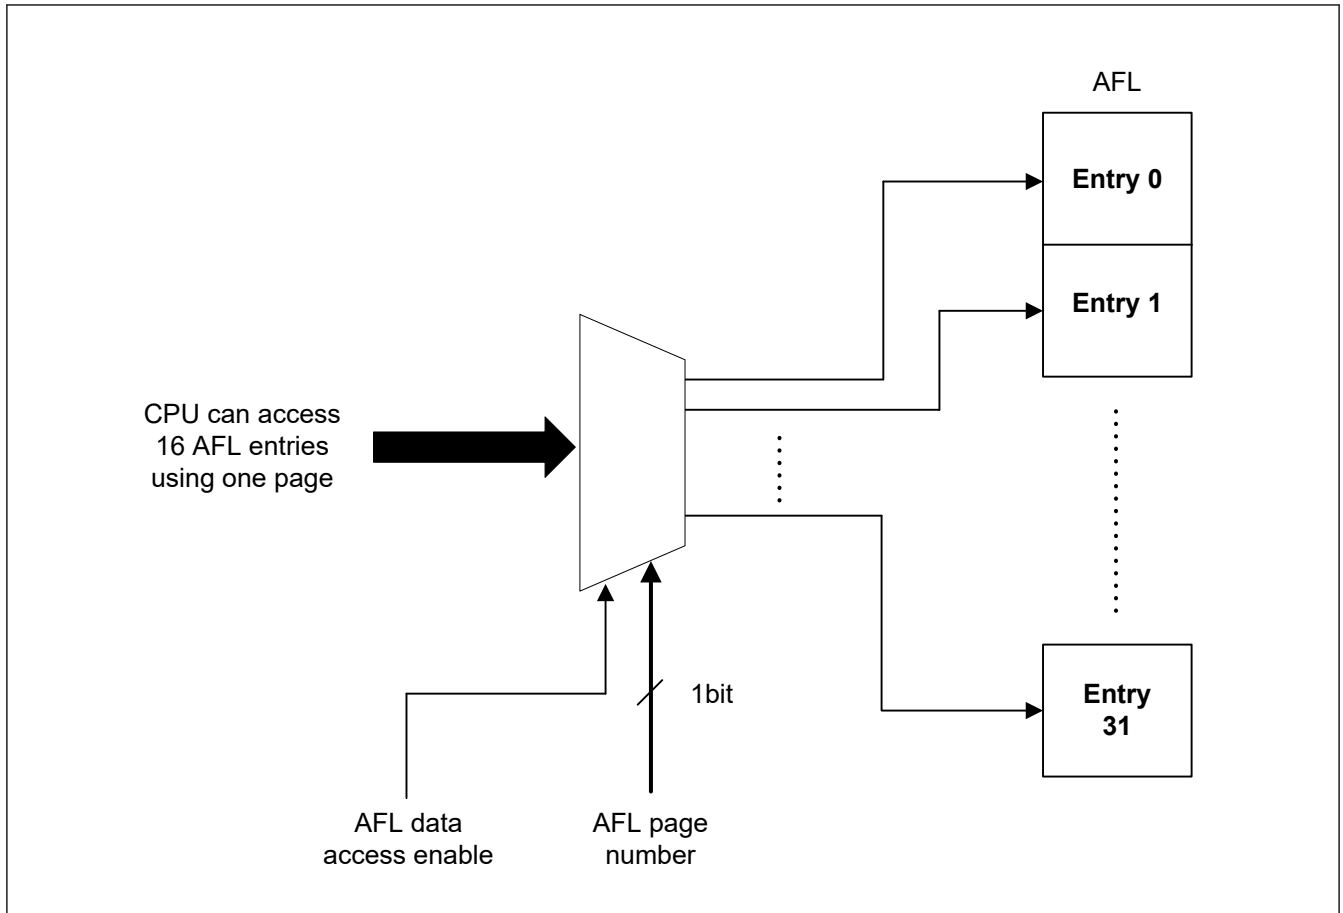 AFL
Entry 0
Entry 1
CPU can access
16 AFL entries
using one page
1bit
Entry
31
AFL data
access enable
AFL page
number